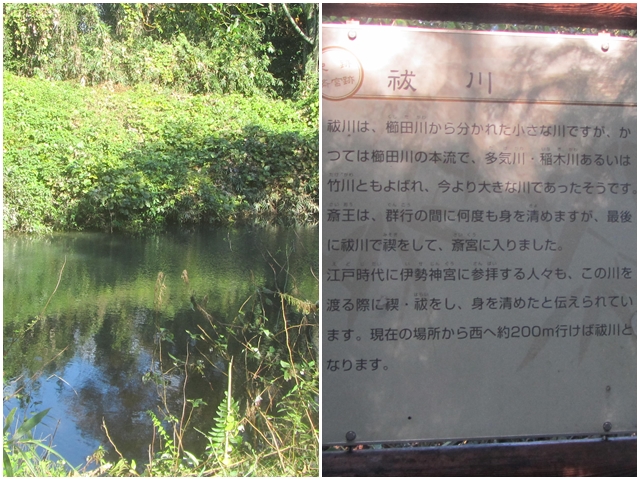 祓川
祓川は、櫛田川から分かれた小さな川ですが、か
つては櫛田川の本流で、多気川・稲木川あるいは
竹川ともよばれ、今より大きな川であったそうです
斎王は、群行の間に何度も身を清めますが、最後
に祓川で禊をして、斎宮に入りました。
江戸時代に伊勢神宮に参拝する人々も、この川を
渡る際に禊・祓をし、身を清めたと伝えられてい
ます。現在の場所から西へ約200m行けば祓川と
なります。